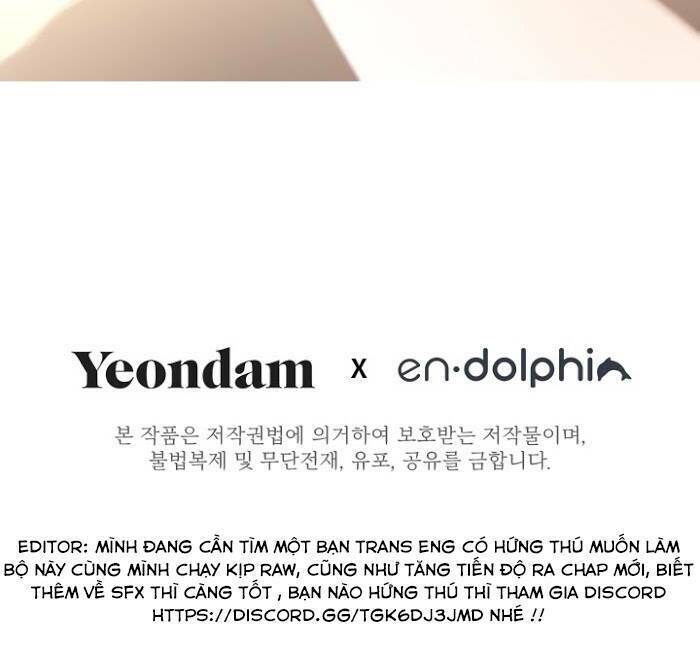 Yeondam x en·dolphin
본 작품은 저작권법에 의거하여 보호받는 저작물이며,
불법복제 및 무단전재, 유포, 공유를 금합니다.
EDITOR: MÌNH ĐANG CẦN TÌM MỘT BẠN TRANS ENG CÓ HỨNG THÚ MUỐN LÀM
BỘ NÀY CÙNG MÌNH CHẠY KỊP RAW, CŨNG NHƯ TĂNG TIẾN ĐỘ RA CHAP MỚI, BIẾT
THÊM VỀ SFX THÌ CÀNG TỐT , BẠN NÀO HỨNG THÚ THÌ THAM GIA DISCORD
HTTPS://DISCORD.GG/TGK6DJ3JMD NHÉ !!